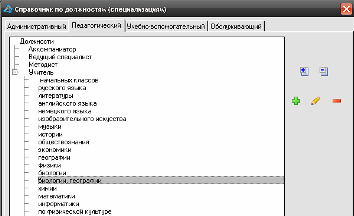 Справочник по должностям (специализациям)
Административный Педагогический Учебно-вспомогательный Обслуживающий
Должности
Аккомпаниатор
Ведущий специалист
Методист
Учитель
начальных классов
русского языка
литературы
английского языка
немецкого языка
изобразительного искусства
музыки
истории
обществознания
экономики
географии
физики
биологии
биологии, географии
химии
математики
информатики
по физической культуре